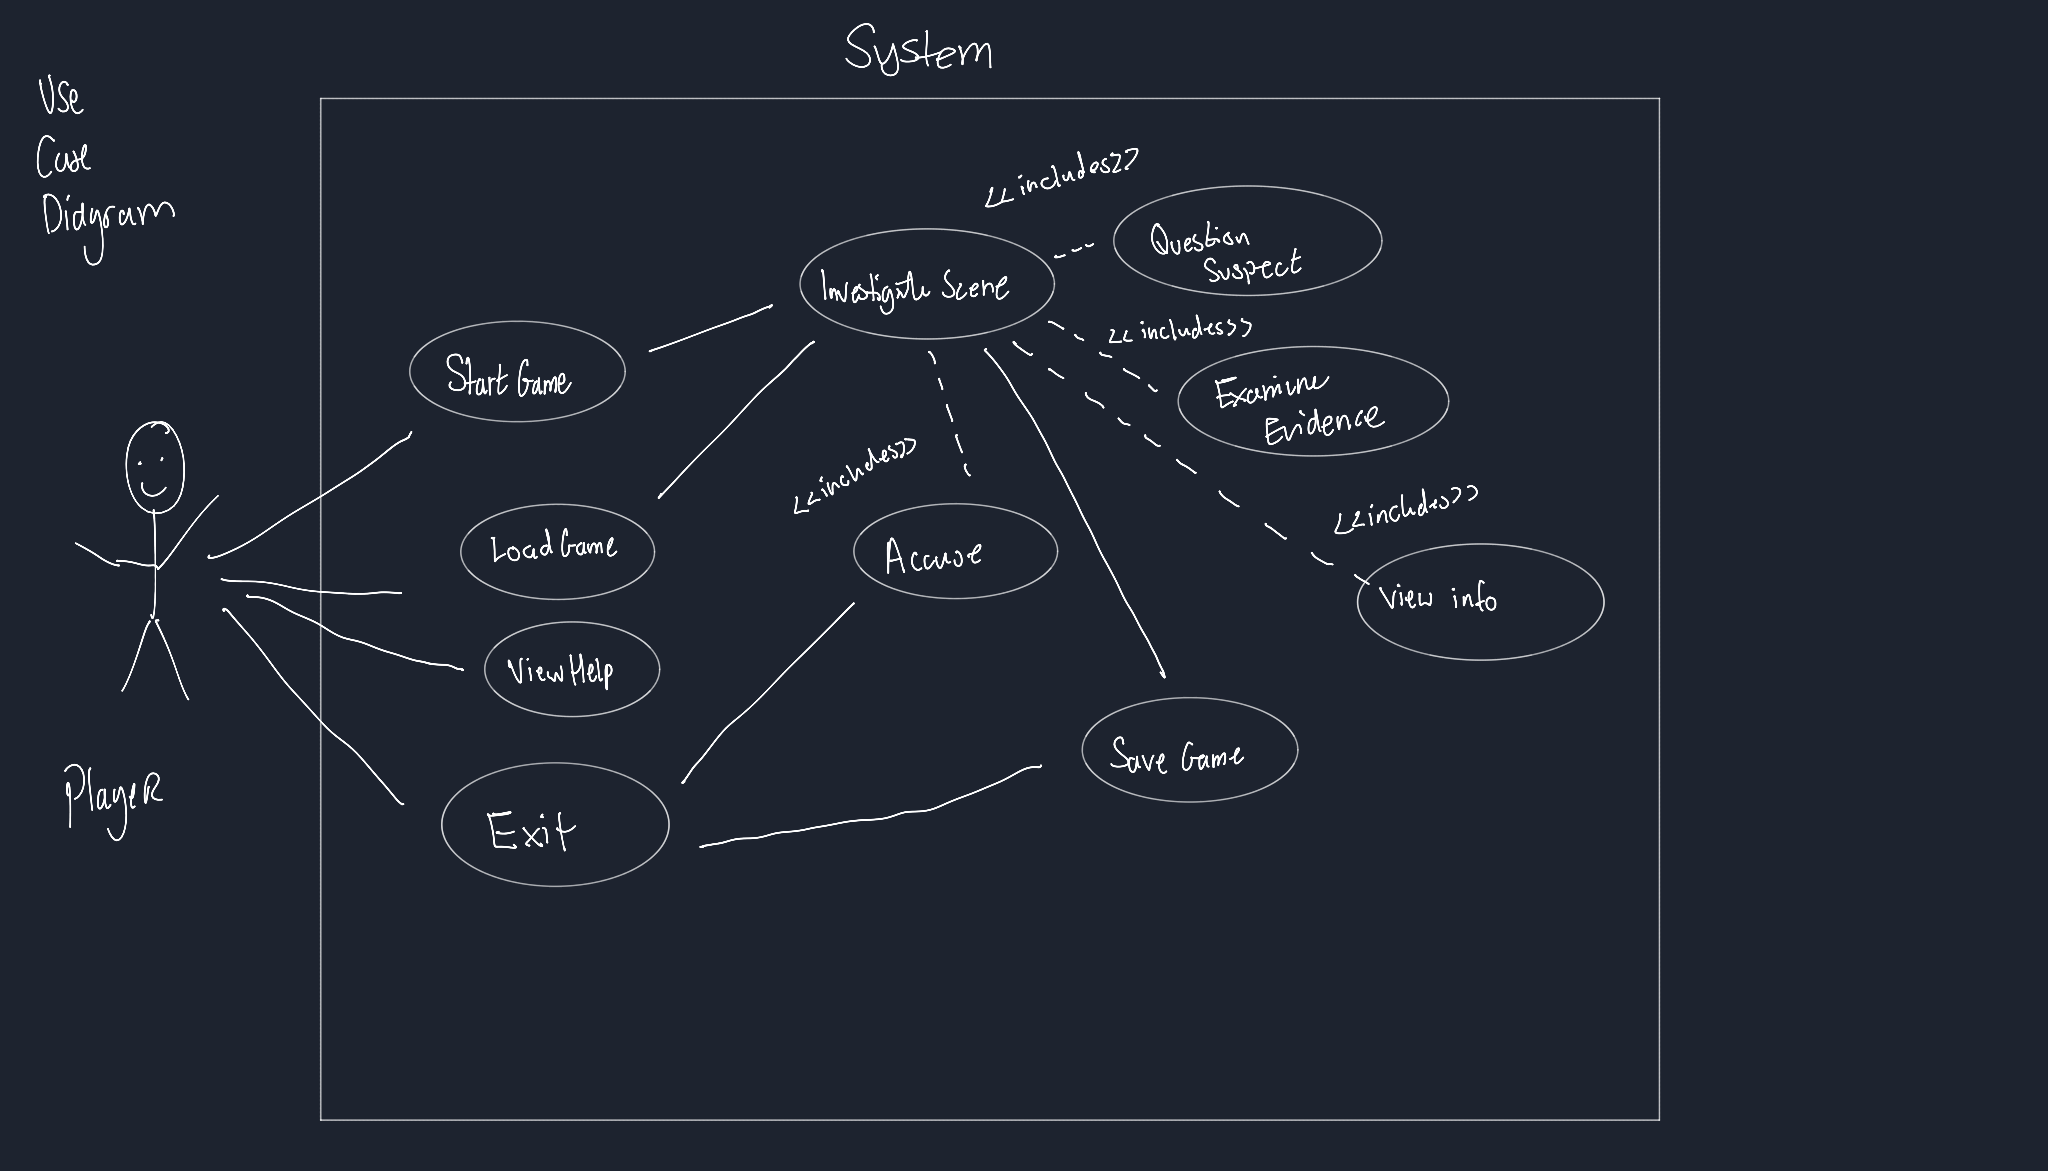 System
Use
Case
Didgram
<<includes>>
Question
Suspect
Investigate Scene
<<includes>>
Start Game
Examine
Evidence
<<includes>>
<<includes>>
Load Game
Accuse
View info
View Help
Save Game
Player
Exit